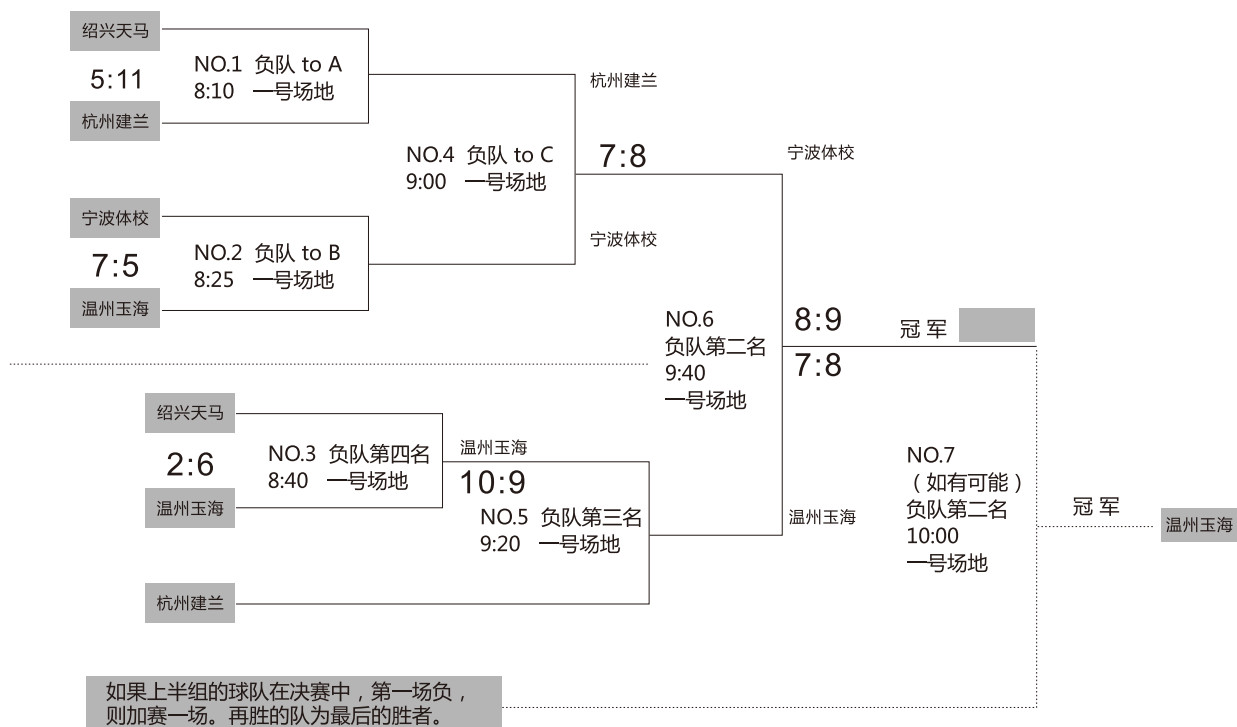 绍兴天马
5:11
杭州建兰
NO.1 负队 to A
8:10 一号场地
宁波体校
7:5
温州玉海
NO.2 负队 to B
8:25 一号场地
NO.4 负队 to C
9:00 一号场地
杭州建兰
7:8
宁波体校
宁波体校
绍兴天马
2:6
温州玉海
NO.3 负队第四名
8:40 一号场地
温州玉海
10:9
NO.5 负队第三名
9:20 一号场地
杭州建兰
NO.6
负队第二名
9:40
一号场地
8:9
7:8
温州玉海
冠军
NO.7
（如有可能）
负队第二名
10:00
一号场地
冠军
温州玉海
如果上半组的球队在决赛中，第一场负，
则加赛一场。再胜的队为最后的胜者。